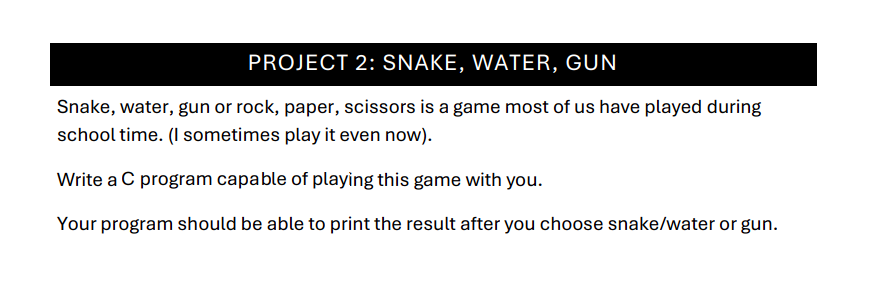 PROJECT 2: SNAKE, WATER, GUN
Snake, water, gun or rock, paper, scissors is a game most of us have played during
school time. (I sometimes play it even now).
Write a C program capable of playing this game with you.
Your program should be able to print the result after you choose snake/water or gun.